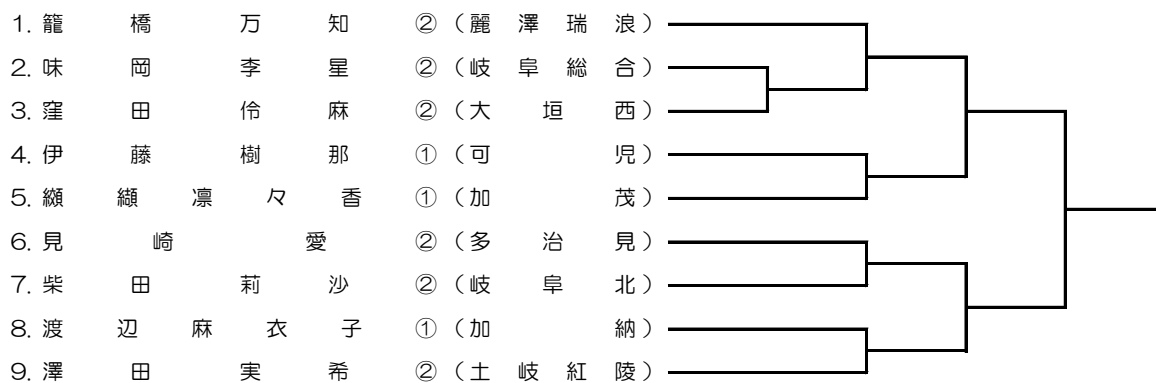 1. 籠橋万知 ② （麗澤瑞浪）
2. 味岡李星 ② （岐阜総合）
3. 窪田伶麻 ② （大垣西）
4. 伊藤樹那 ① （可児）
5. 纐纈凛々香 ① （加茂）
6. 見崎愛 ② （多治見）
7. 柴田莉沙 ② （岐阜北）
8. 渡辺麻衣子 ① （加納）
9. 澤田実希 ② （土岐紅陵）